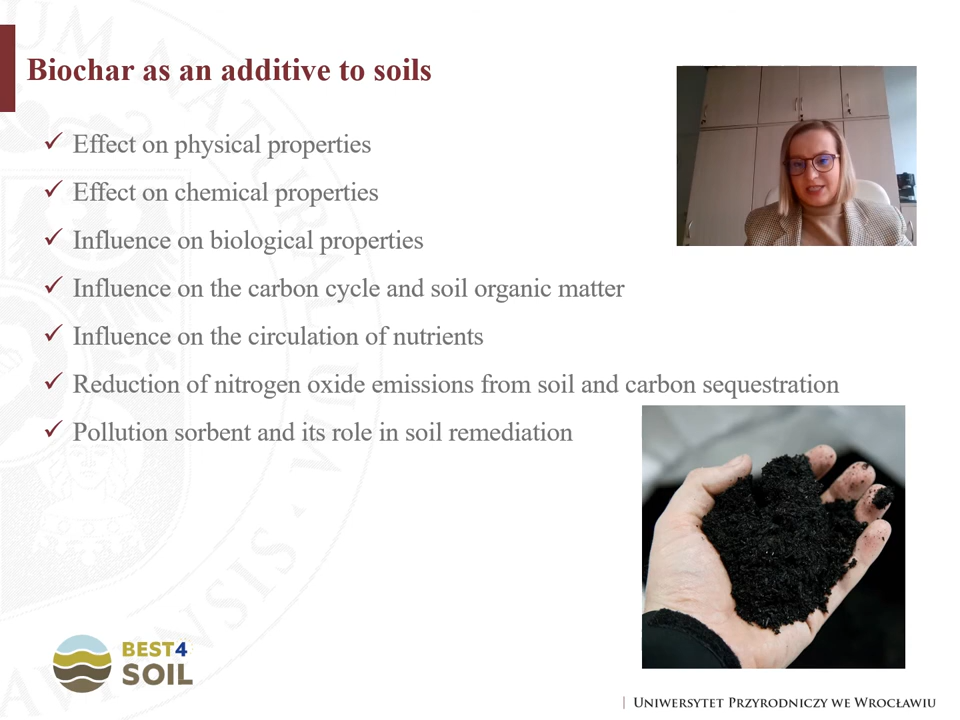 Biochar as an additive to soils
Effect on physical properties
Effect on chemical properties
Influence on biological properties
Influence on the carbon cycle and soil organic matter
Influence on the circulation of nutrients
Reduction of nitrogen oxide emissions from soil and carbon sequestration
Pollution sorbent and its role in soil remediation
BEST4
SOIL
Uniwersytet Przyrodniczy we Wrocławiu